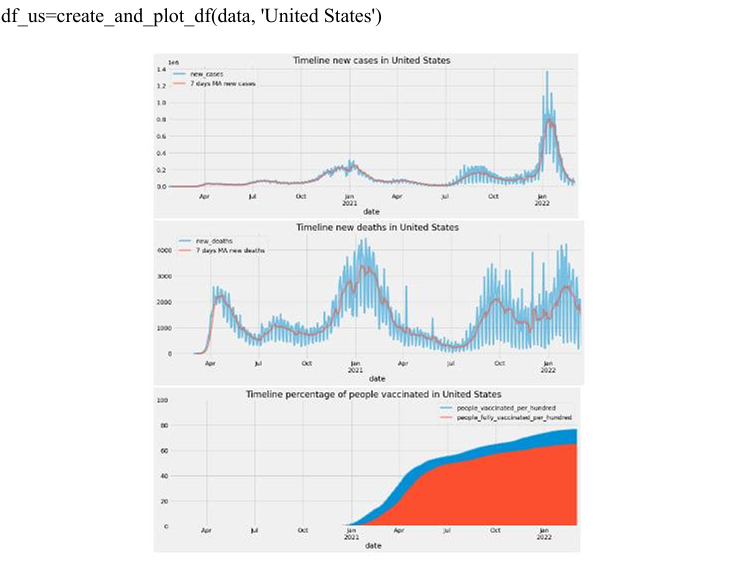 df_us=create_and_plot_df(data, 'United States')
Timeline new cases in United States
1e6
new_cases
7 days MA new cases
1.4
1.2
1.0
0.8
0.6
0.4
0.2
0.0
Apr Jul Oct Jan Apr Jul Oct Jan
2021 2022
date
Timeline new deaths in United States
new_deaths
7 days MA new deaths
4000
3000
2000
1000
0
Apr Jul Oct Jan Apr Jul Oct Jan
2021 2022
date
Timeline percentage of people vaccinated in United States
people_vaccinated_per_hundred
people_fully_vaccinated_per_hundred
100
80
60
40
20
0
Apr Jul Oct Jan Apr Jul Oct Jan
2021 2022
date